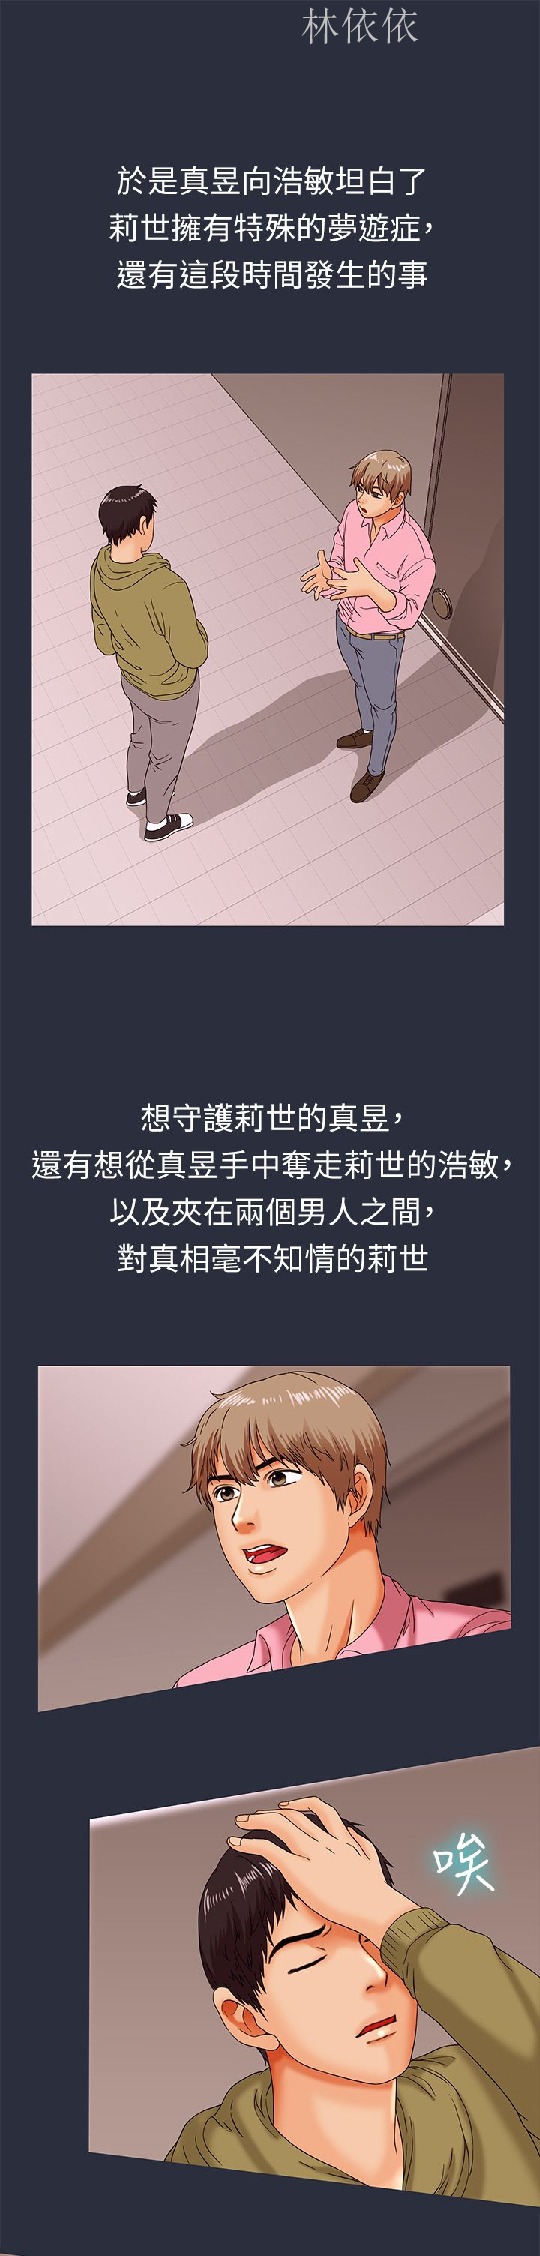 林依依
於是真昱向浩敏坦白了
莉世擁有特殊的夢遊症,
還有這段時間發生的事
想守護莉世的真昱,
還有想從真昱手中奪走莉世的浩敏,
以及夾在兩個男人之間,
對真相毫不知情的莉世
唉